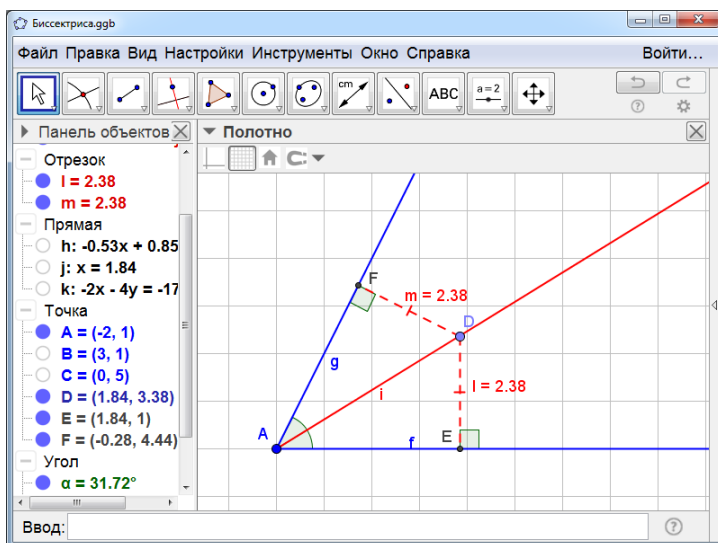 Биссектриса.ggb
Файл Правка Вид Настройки Инструменты Окно Справка Войти…
cm ABC a=2
Панель объектов Полотно
Отрезок
l = 2.38
m = 2.38
Прямая
h: -0.53x + 0.85
j: x = 1.84
k: -2x - 4y = -17
Точка
A = (-2, 1)
B = (3, 1)
C = (0, 5)
D = (1.84, 3.38)
E = (1.84, 1)
F = (-0.28, 4.44)
Угол
α = 31.72°
F
m = 2.38
D
g
i
l = 2.38
A
f
E
Ввод: